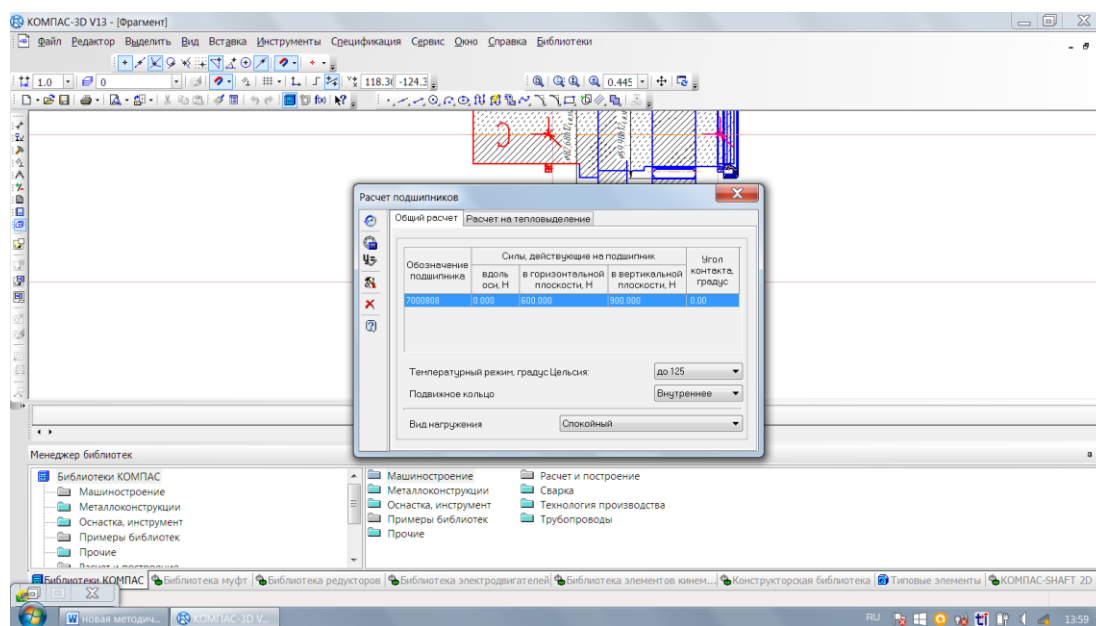 КОМПАС-3D V13 - [Фрагмент]
Файл Редактор Выделить Вид Вставка Инструменты Спецификация Сервис Окно Справка Библиотеки
1.0 0 118.3 -124.3 0.445
Расчет подшипников
Общий расчет Расчет на тепловыделение
Обозначение подшипника
Силы, действующие на подшипник
вдоль оси, Н
в горизонтальной плоскости, Н
в вертикальной плоскости, Н
Угол контакта, градус
7000808 0.000 600.000 900.000 0.00
Температурный режим, градус Цельсия: до 125
Подвижное кольцо Внутреннее
Вид нагружения Спокойный
Менеджер библиотек
Библиотеки КОМПАС
Машиностроение
Металлоконструкции
Оснастка, инструмент
Примеры библиотек
Прочие
Расчет и построение
Машиностроение
Металлоконструкции
Оснастка, инструмент
Примеры библиотек
Прочие
Расчет и построение
Сварка
Технология производства
Трубопроводы
Библиотеки КОМПАС Библиотека муфт Библиотека редукторов Библиотека электродвигателей Библиотека элементов кинем... Конструкторская библиотека Типовые элементы КОМПАС-SHAFT 2D
новая методич... КОМПАС-3D V... RU 13:59